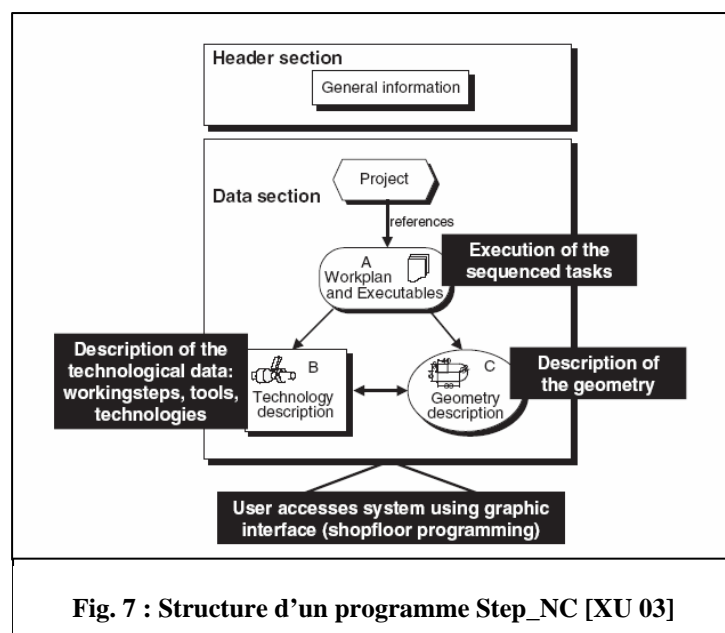 Header section
General information
Data section
Project
references
A
Workplan
and Executables
Execution of the
sequenced tasks
Description of the
technological data:
workingsteps, tools,
technologies
B
Technology
description
C
Geometry
description
Description of
the geometry
User accesses system using graphic
interface (shopfloor programming)
Fig. 7 : Structure d'un programme Step_NC [XU 03]